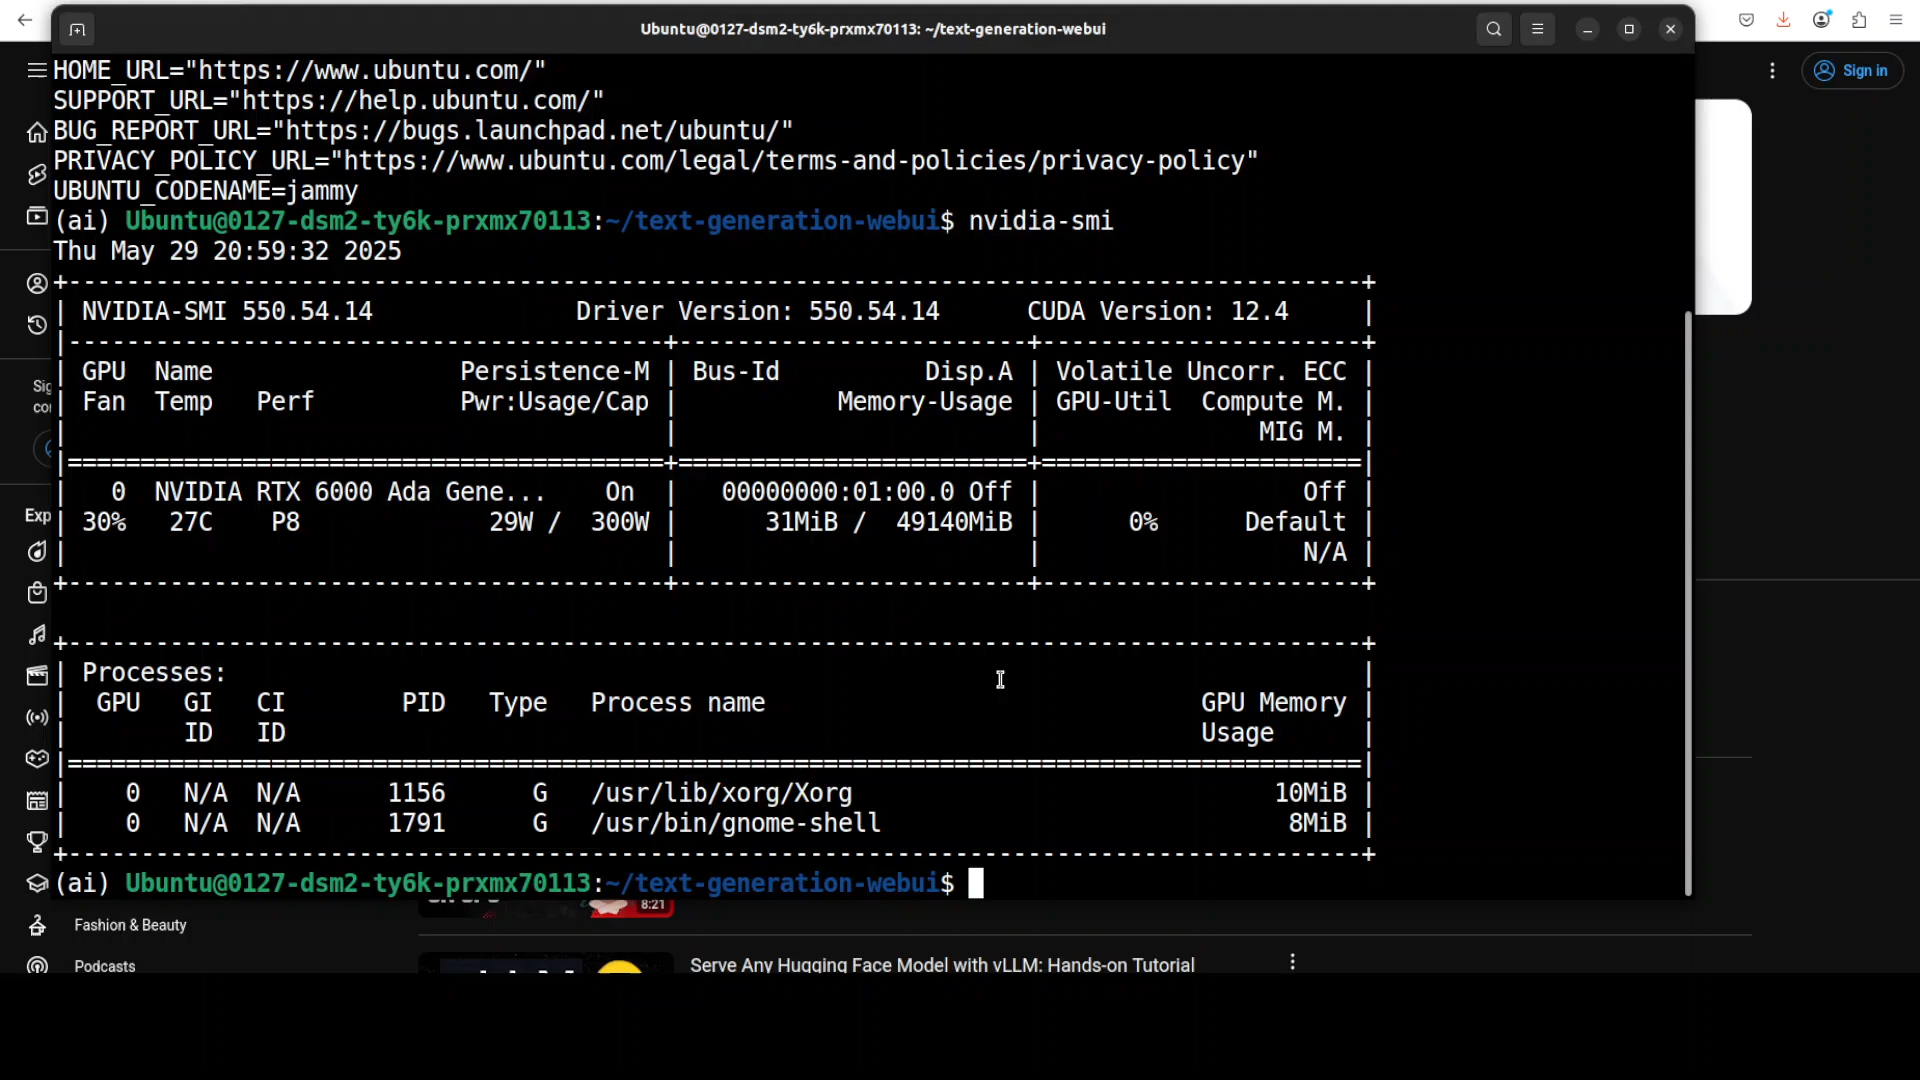 Ubuntu@0127-dsm2-ty6k-prxmx70113: ~/text-generation-webui
Sign in
HOME_URL="https://www.ubuntu.com/"
SUPPORT_URL="https://help.ubuntu.com/"
BUG_REPORT_URL="https://bugs.launchpad.net/ubuntu/"
PRIVACY_POLICY_URL="https://www.ubuntu.com/legal/terms-and-policies/privacy-policy"
UBUNTU_CODENAME=jammy
(ai) Ubuntu@0127-dsm2-ty6k-prxmx70113:~/text-generation-webui$ nvidia-smi
Thu May 29 20:59:32 2025
+-----------------------------------------------------------------------------------------+
| NVIDIA-SMI 550.54.14              Driver Version: 550.54.14      CUDA Version: 12.4     |
|-----------------------------------------+------------------------+----------------------+
| GPU  Name                 Persistence-M | Bus-Id          Disp.A | Volatile Uncorr. ECC |
| Fan  Temp   Perf          Pwr:Usage/Cap |           Memory-Usage | GPU-Util  Compute M. |
|                                         |                        |               MIG M. |
|=========================================+========================+======================|
|   0  NVIDIA RTX 6000 Ada Gene...    On  |   00000000:01:00.0 Off |                  Off |
| 30%   27C    P8             29W /  300W |      31MiB /  49140MiB |      0%      Default |
|                                         |                        |                  N/A |
+-----------------------------------------+------------------------+----------------------+
+-----------------------------------------------------------------------------------------+
| Processes:                                                                              |
|  GPU   GI   CI        PID   Type   Process name                              GPU Memory |
|        ID   ID                                                               Usage      |
|=========================================================================================|
|    0   N/A  N/A      1156      G   /usr/lib/xorg/Xorg                             10MiB |
|    0   N/A  N/A      1791      G   /usr/bin/gnome-shell                            8MiB |
+-----------------------------------------------------------------------------------------+
(ai) Ubuntu@0127-dsm2-ty6k-prxmx70113:~/text-generation-webui$
8:21
Fashion & Beauty
Podcasts
Serve Any Hugging Face Model with vLLM: Hands-on Tutorial